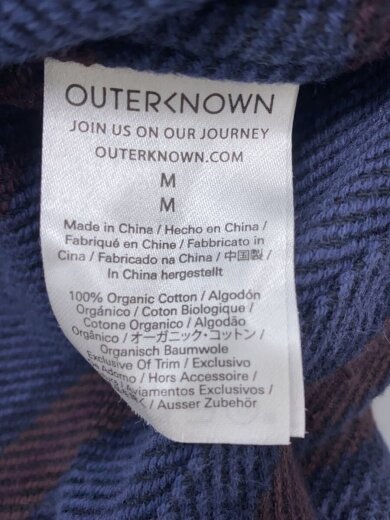 OUTERKNOWN
JOIN US ON OUR JOURNEY
OUTERKNOWN.COM
M
M
Made in China / Hecho en China /
Fabriqué en Chine / Fabbricato in
Cina / Fabricado na China / 中国製 /
In China hergestellt
100% Organic Cotton / Algodón
Orgánico / Coton Biologique /
Cotone Organico / Algodão
Orgânico / オーガニック・コットン /
Organisch Baumwole
Exclusive Of Trim / Exclusivo
Adorno / Hors Accessoire /
/ Aviamentos Exclusivos /
/ Ausser Zubehör